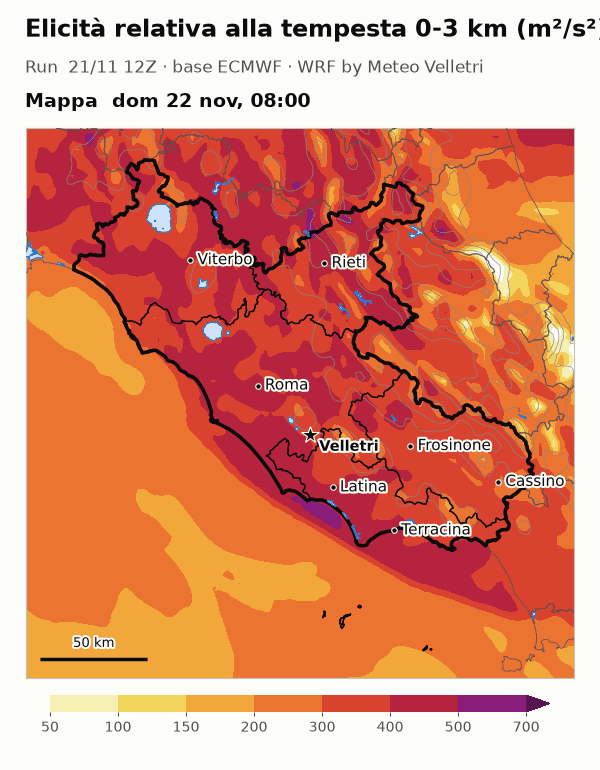 Elicità relativa alla tempesta 0-3 km (m²/s²)
Run 21/11 12Z · base ECMWF · WRF by Meteo Velletri
Mappa dom 22 nov, 08:00
Viterbo
Rieti
Roma
Velletri
Frosinone
Latina
Cassino
Terracina
50 km
50 100 150 200 300 400 500 700